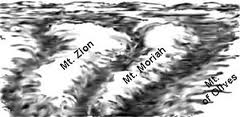 Mt. Zion
Mt. Moriah
Mt.
of Olives